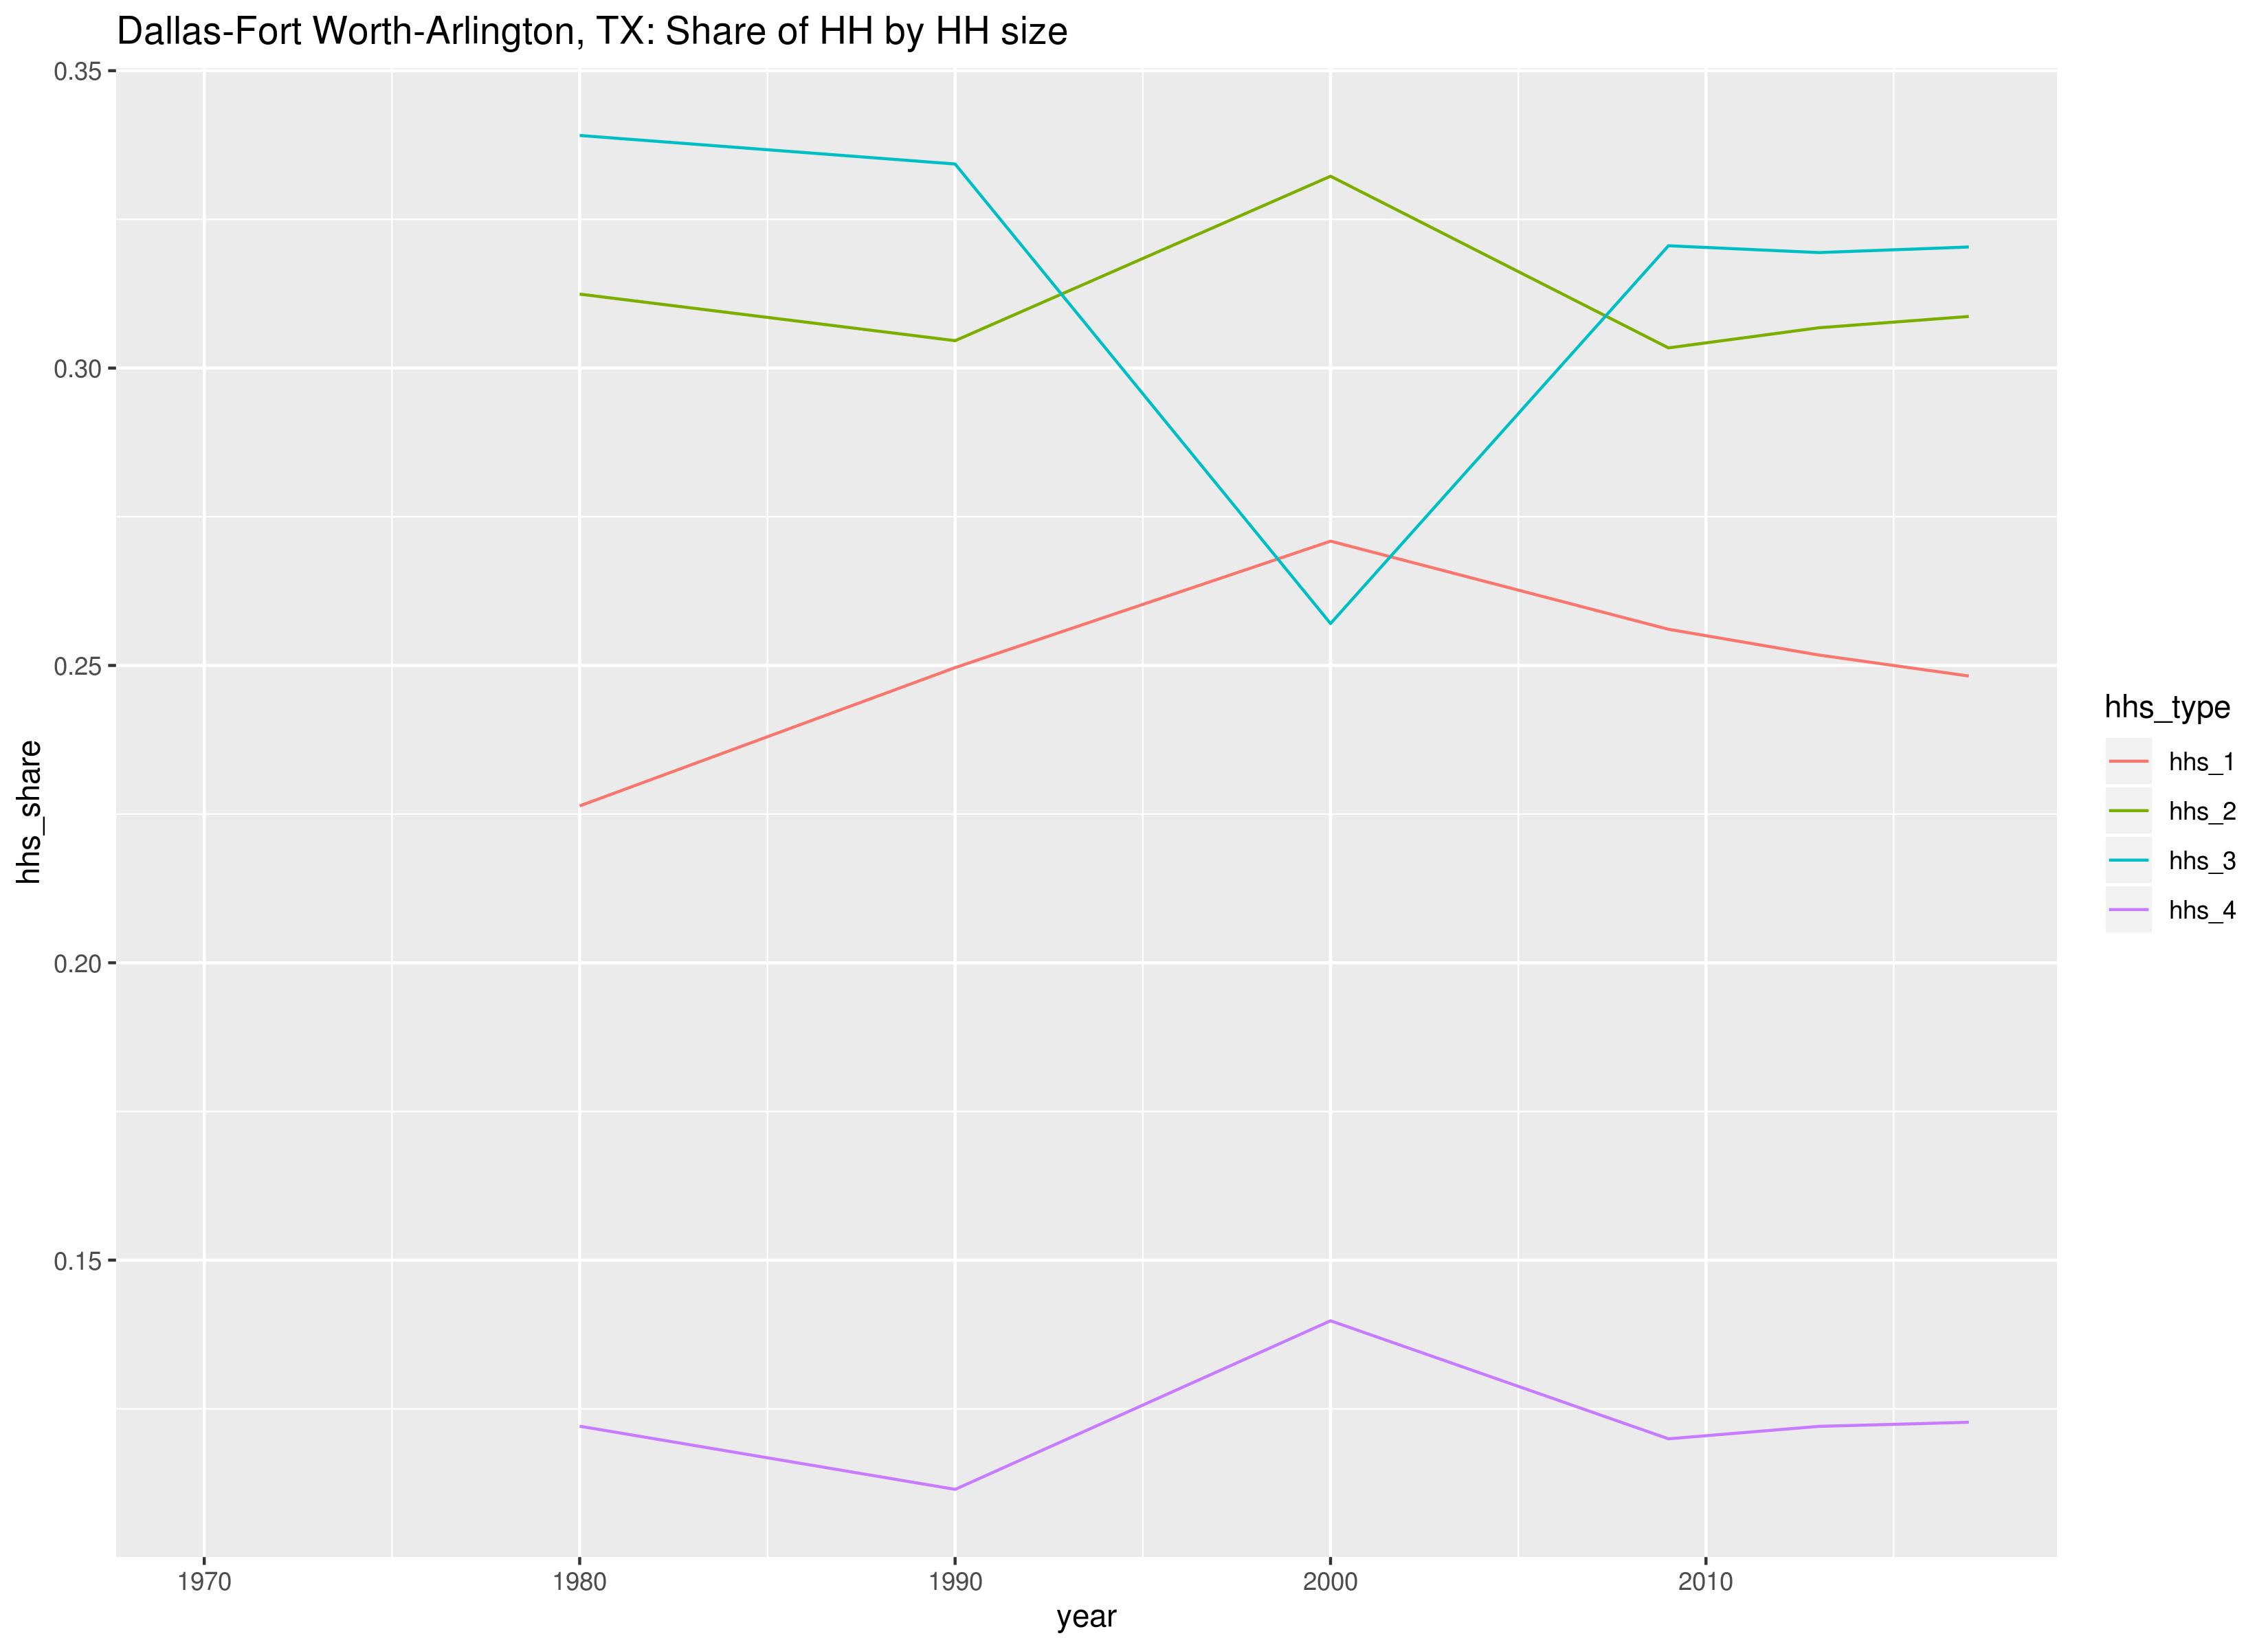 Dallas-Fort Worth-Arlington, TX: Share of HH by HH size
0.35
0.30
0.25
0.20
0.15
hhs_share
1970 1980 1990 2000 2010
year
hhs_type
hhs_1
hhs_2
hhs_3
hhs_4